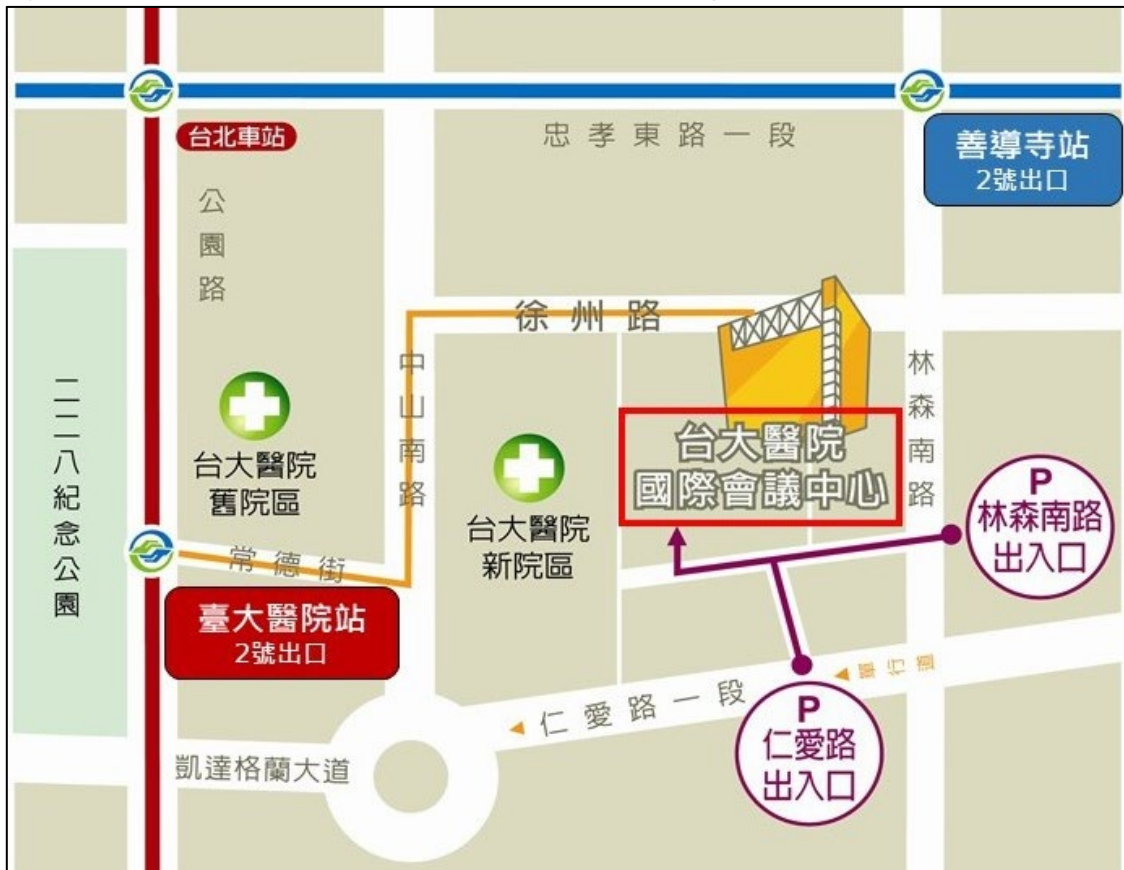 台北車站
忠孝東路一段
善導寺站
2號出口
公園路
徐州路
中山南路
林森南路
二二八紀念公園
台大醫院
舊院區
台大醫院
新院區
台大醫院
國際會議中心
P
林森南路
出入口
常德街
臺大醫院站
2號出口
單行道
仁愛路一段
P
仁愛路
出入口
凱達格蘭大道